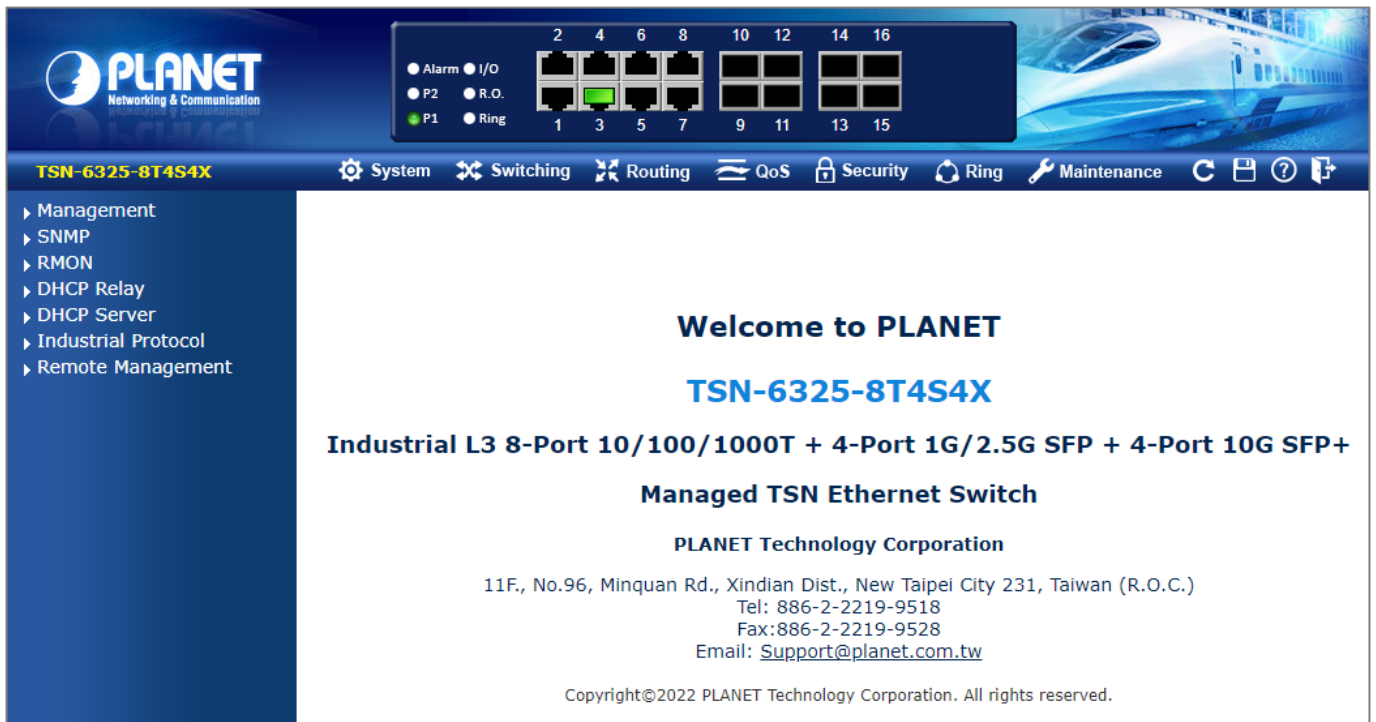 PLANET
Networking & Communication
2 4 6 8 10 12 14 16
Alarm I/O
P2 R.O.
P1 Ring
1 3 5 7 9 11 13 15
TSN-6325-8T4S4X
System Switching Routing QoS Security Ring Maintenance
Management
SNMP
RMON
DHCP Relay
DHCP Server
Industrial Protocol
Remote Management
Welcome to PLANET
TSN-6325-8T4S4X
Industrial L3 8-Port 10/100/1000T + 4-Port 1G/2.5G SFP + 4-Port 10G SFP+
Managed TSN Ethernet Switch
PLANET Technology Corporation
11F., No.96, Minquan Rd., Xindian Dist., New Taipei City 231, Taiwan (R.O.C.)
Tel: 886-2-2219-9518
Fax:886-2-2219-9528
Email: Support@planet.com.tw
Copyright©2022 PLANET Technology Corporation. All rights reserved.